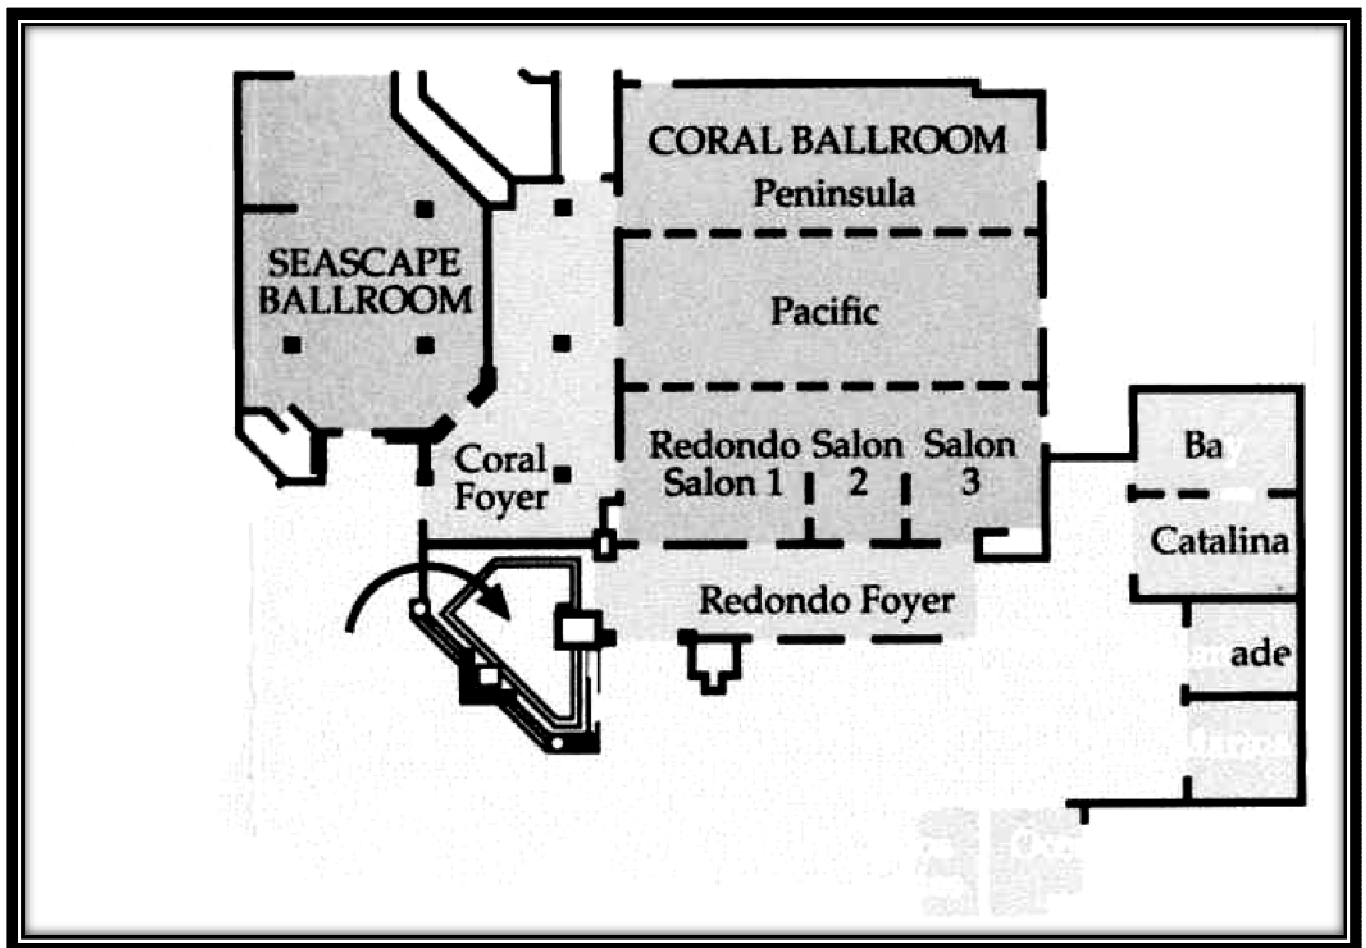 CORAL BALLROOM
Peninsula
SEASCAPE
BALLROOM
Pacific
Redondo
Salon 1
Salon
2
Salon
3
Coral
Foyer
Redondo Foyer
Bay
Catalina
ade